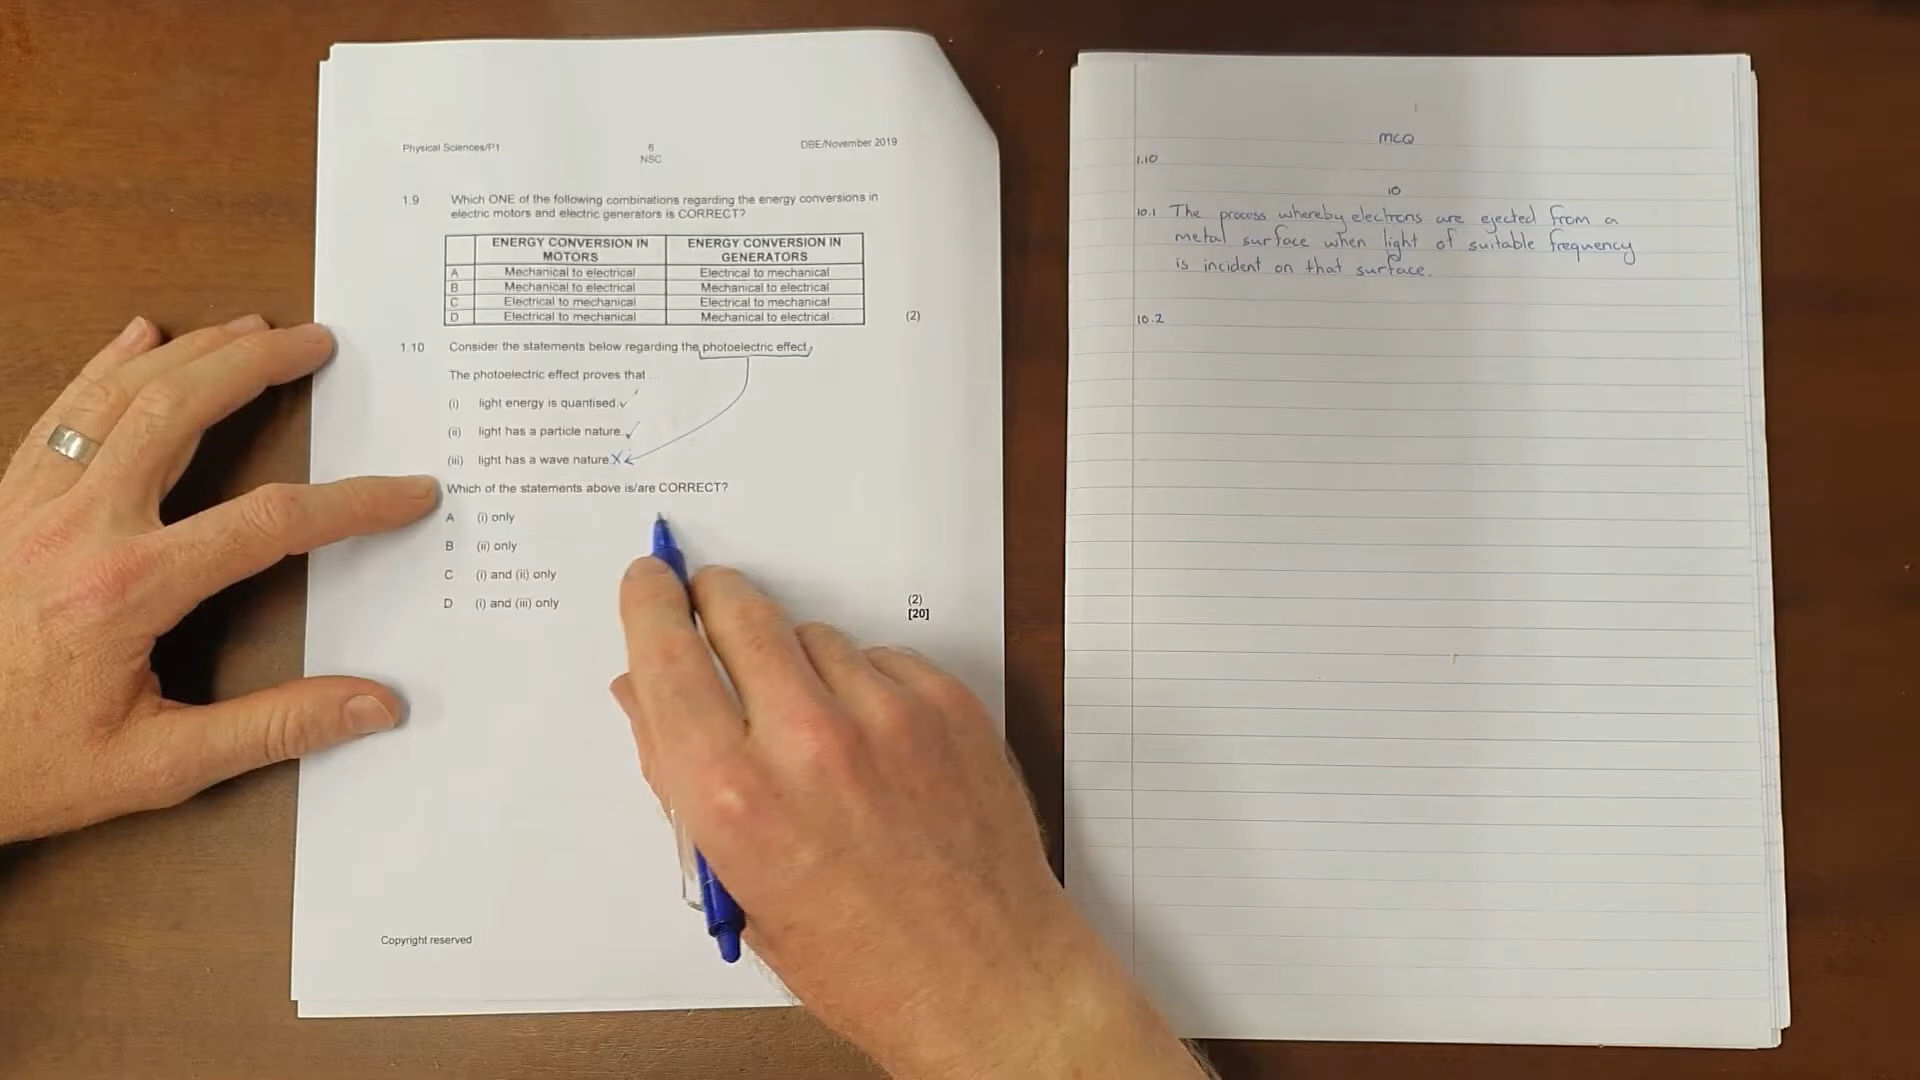 Physical Sciences/P1 6 DBE/November 2019
NSC
1.9 Which ONE of the following combinations regarding the energy conversions in
electric motors and electric generators is CORRECT?
ENERGY CONVERSION IN MOTORS ENERGY CONVERSION IN GENERATORS
A Mechanical to electrical Electrical to mechanical
B Mechanical to electrical Mechanical to electrical
C Electrical to mechanical Electrical to mechanical
D Electrical to mechanical Mechanical to electrical (2)
1.10 Consider the statements below regarding the photoelectric effect.
The photoelectric effect proves that ...
(i) light energy is quantised. ✓
(ii) light has a particle nature. ✓
(iii) light has a wave nature. X
Which of the statements above is/are CORRECT?
A (i) only
B (ii) only
C (i) and (ii) only
D (i) and (iii) only (2)
[20]
Copyright reserved
MCQ
1.10
10
10.1 The process whereby electrons are ejected from a
metal surface when light of suitable frequency
is incident on that surface.
10.2